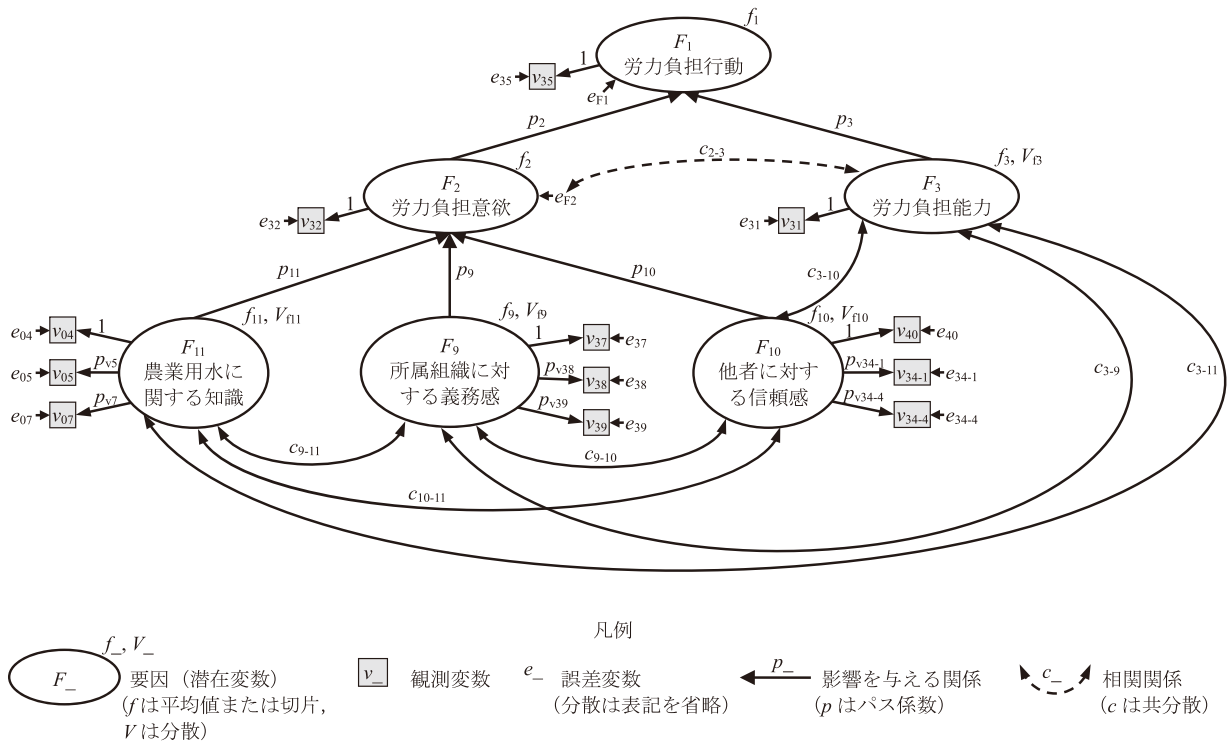 f1
F1
労力負担行動
1
e35
v35
eF1
p2
p3
c2-3
f2
F2
労力負担意欲
eF2
1
e32
v32
f3, Vf3
F3
労力負担能力
1
e31
v31
p11
p9
p10
c3-10
f11, Vf11
F11
農業用水に
関する知識
e04
v04
1
e05
v05
pv5
e07
v07
pv7
f9, Vf9
F9
所属組織に対
する義務感
1
v37
e37
pv38
v38
e38
pv39
v39
e39
f10, Vf10
F10
他者に対す
る信頼感
1
v40
e40
pv34-1
v34-1
e34-1
pv34-4
v34-4
e34-4
c3-9
c3-11
c9-11
c9-10
c10-11
凡例
f_, V_
F_
要因（潜在変数）
(fは平均値または切片,
Vは分散)
v_
観測変数
e_
誤差変数
(分散は表記を省略)
p_
影響を与える関係
(pはパス係数)
c_
相関関係
(cは共分散)